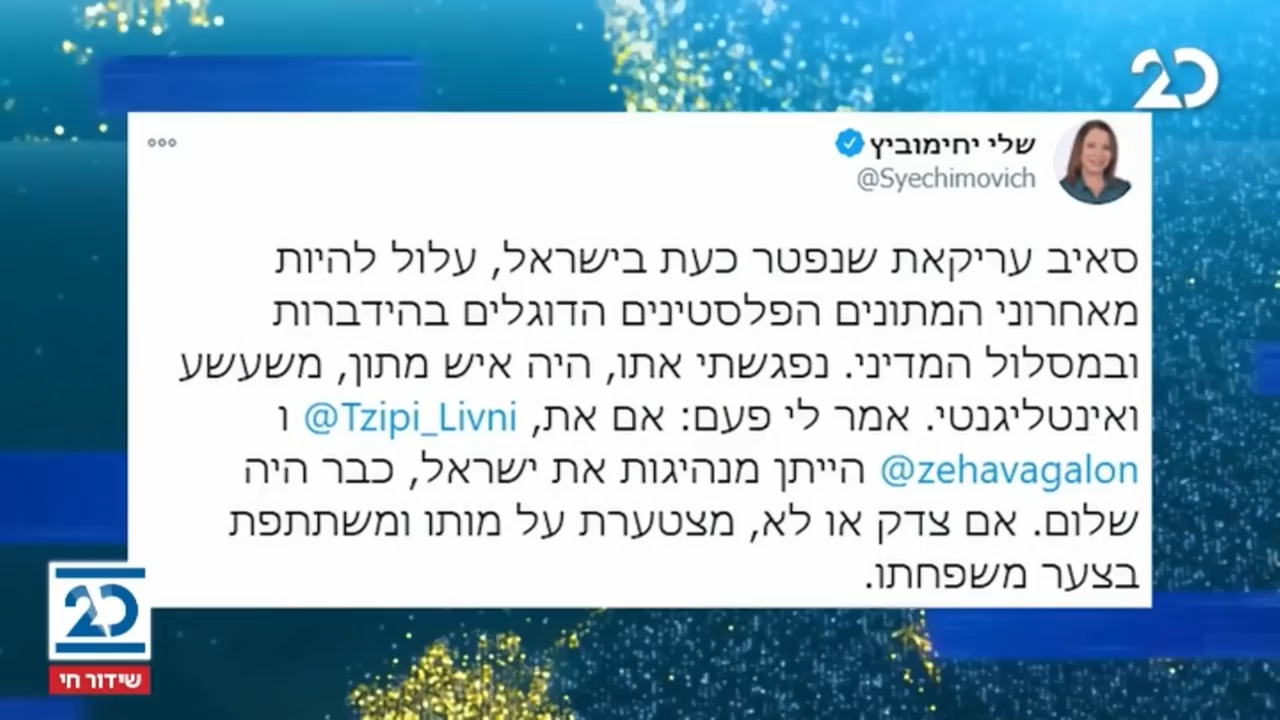 20
שלי יחימוביץ
@Syechimovich
סאיב עריקאת שנפטר כעת בישראל, עלול להיות
מאחרוני המתונים הפלסטינים הדוגלים בהידברות
ובמסלול המדיני. נפגשתי אתו, היה איש מתון, משעשע
ואינטליגנטי. אמר לי פעם: אם את, @Tzipi_Livni ו
@zehavagalon הייתן מנהיגות את ישראל, כבר היה
שלום. אם צדק או לא, מצטערת על מותו ומשתתפת
בצער משפחתו.
20
שידור חי